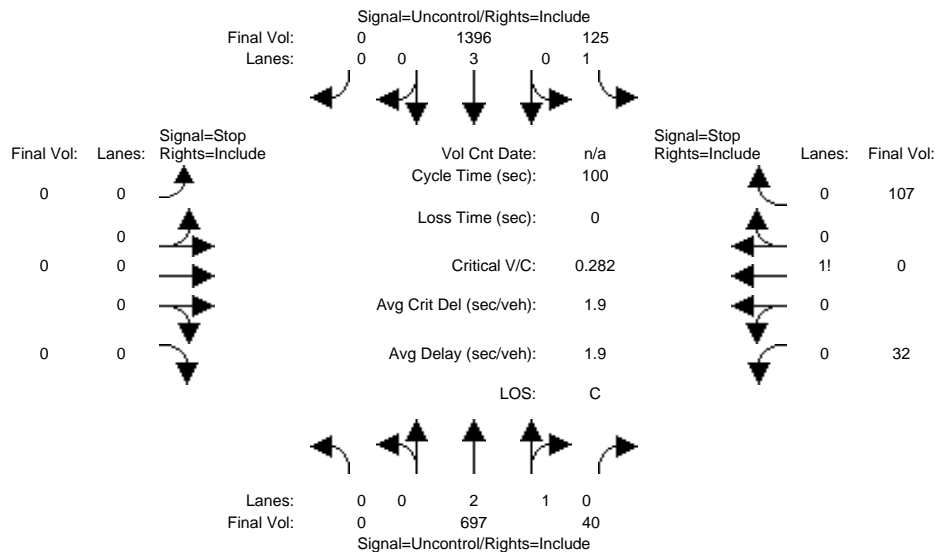 Signal=Uncontrol/Rights=Include
Final Vol: 0 1396 125
Lanes: 0 0 3 0 1
Signal=Stop
Final Vol: Lanes: Rights=Include
Vol Cnt Date: n/a
Signal=Stop
Rights=Include Lanes: Final Vol:
Cycle Time (sec): 100
0 0
0 107
Loss Time (sec): 0
0
0
0 0
Critical V/C: 0.282
1! 0
0
Avg Crit Del (sec/veh): 1.9
0
0 0
Avg Delay (sec/veh): 1.9
0 32
LOS: C
Lanes: 0 0 2 1 0
Final Vol: 0 697 40
Signal=Uncontrol/Rights=Include